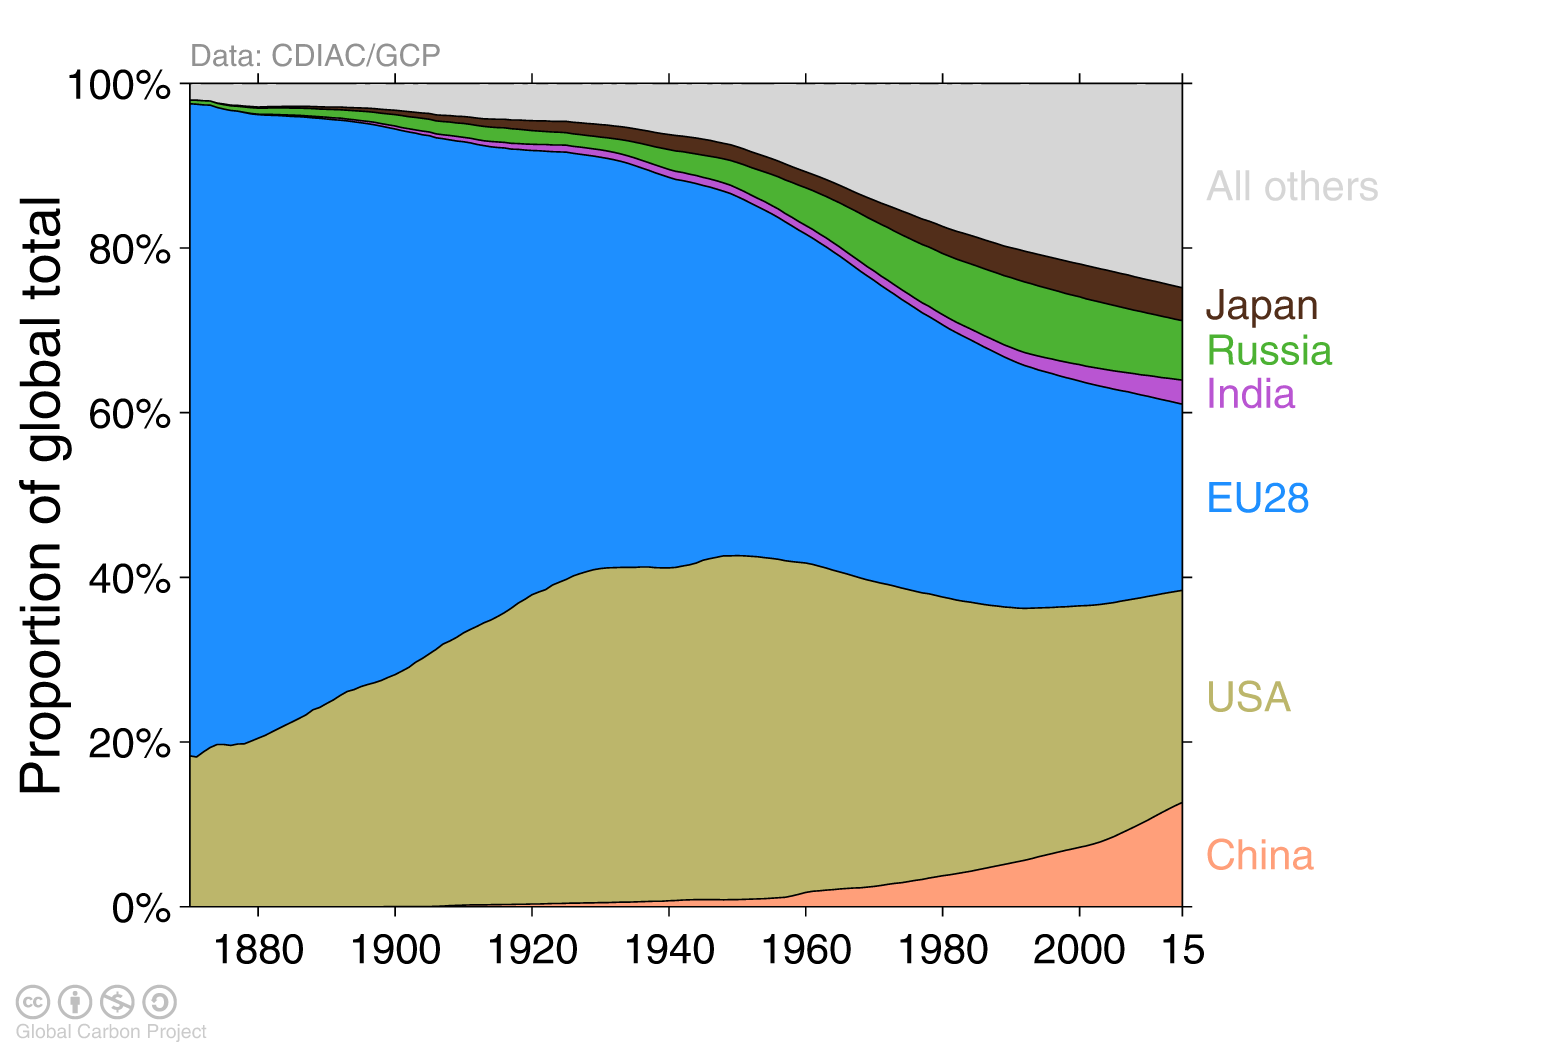 Data: CDIAC/GCP
Proportion of global total
100%
80%
60%
40%
20%
0%
1880 1900 1920 1940 1960 1980 2000 15
All others
Japan
Russia
India
EU28
USA
China
cc
Global Carbon Project